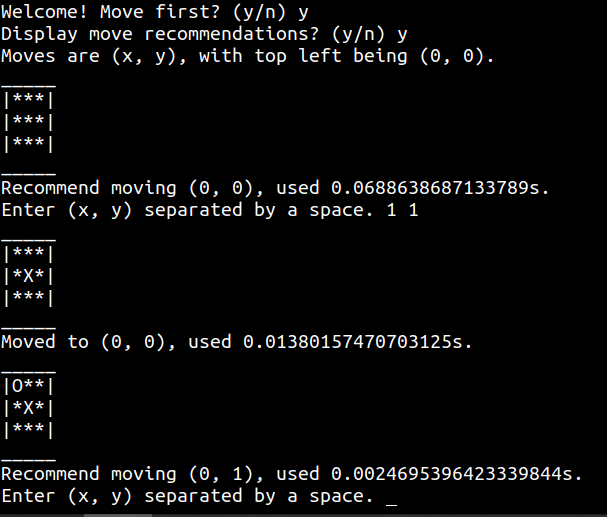 Welcome! Move first? (y/n) y
Display move recommendations? (y/n) y
Moves are (x, y), with top left being (0, 0).
_____
|***|
|***|
|***|
_____
Recommend moving (0, 0), used 0.0688638687133789s.
Enter (x, y) separated by a space. 1 1
_____
|***|
|*X*|
|***|
_____
Moved to (0, 0), used 0.01380157470703125s.
_____
|O**|
|*X*|
|***|
_____
Recommend moving (0, 1), used 0.0024695396423339844s.
Enter (x, y) separated by a space. _